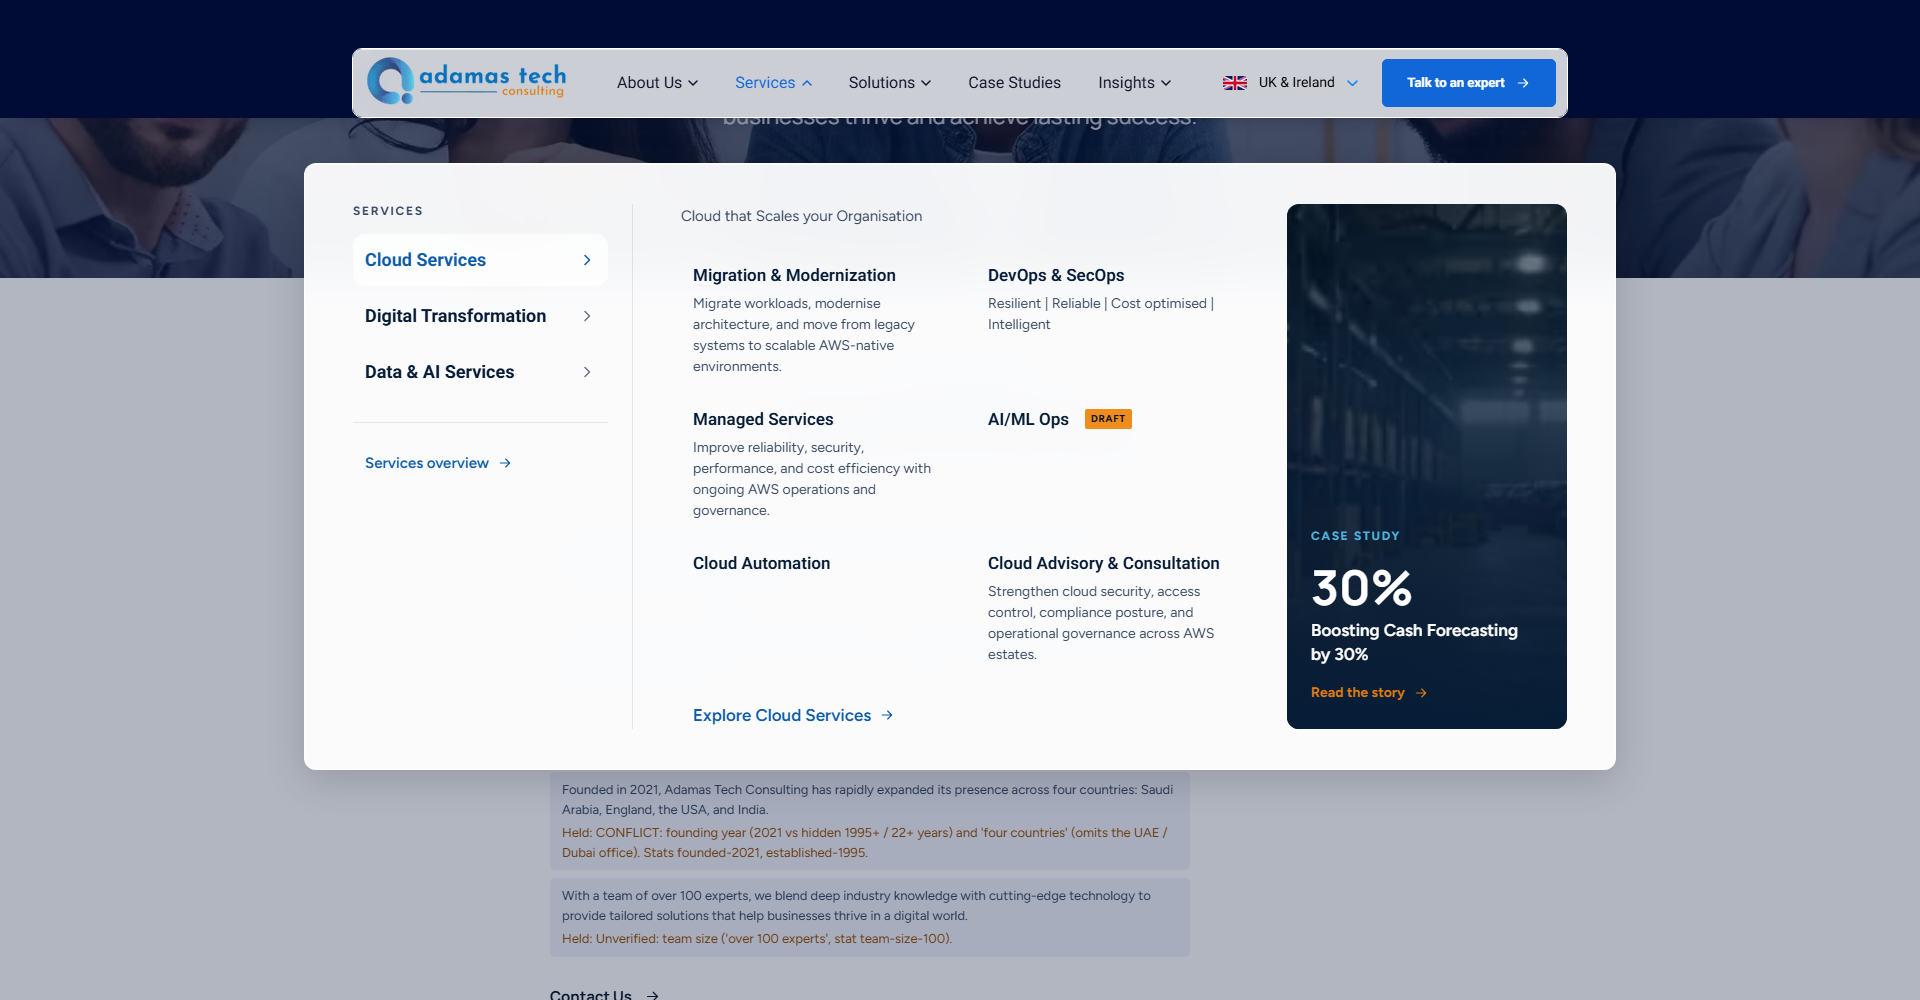 adamas tech
consulting
About Us
Services
Solutions
Case Studies
Insights
UK & Ireland
Talk to an expert
businesses thrive and achieve lasting success.
SERVICES
Cloud Services
Digital Transformation
Data & AI Services
Services overview
Cloud that Scales your Organisation
Migration & Modernization
Migrate workloads, modernise
architecture, and move from legacy
systems to scalable AWS-native
environments.
DevOps & SecOps
Resilient | Reliable | Cost optimised |
Intelligent
Managed Services
Improve reliability, security,
performance, and cost efficiency with
ongoing AWS operations and
governance.
AI/ML Ops
DRAFT
Cloud Automation
Cloud Advisory & Consultation
Strengthen cloud security, access
control, compliance posture, and
operational governance across AWS
estates.
Explore Cloud Services
CASE STUDY
30%
Boosting Cash Forecasting
by 30%
Read the story
Founded in 2021, Adamas Tech Consulting has rapidly expanded its presence across four countries: Saudi
Arabia, England, the USA, and India.
Held: CONFLICT: founding year (2021 vs hidden 1995+ / 22+ years) and 'four countries' (omits the UAE /
Dubai office). Stats founded-2021, established-1995.
With a team of over 100 experts, we blend deep industry knowledge with cutting-edge technology to
provide tailored solutions that help businesses thrive in a digital world.
Held: Unverified: team size ('over 100 experts', stat team-size-100).
Contact Us